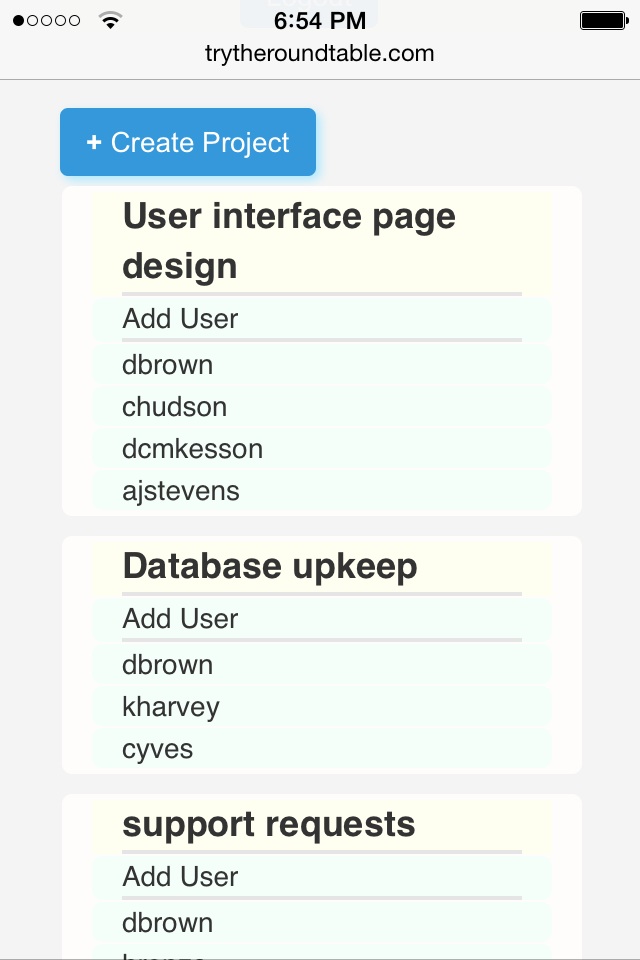 6:54 PM
trytheroundtable.com
+ Create Project
User interface page
design
Add User
dbrown
chudson
dcmkesson
ajstevens
Database upkeep
Add User
dbrown
kharvey
cyves
support requests
Add User
dbrown